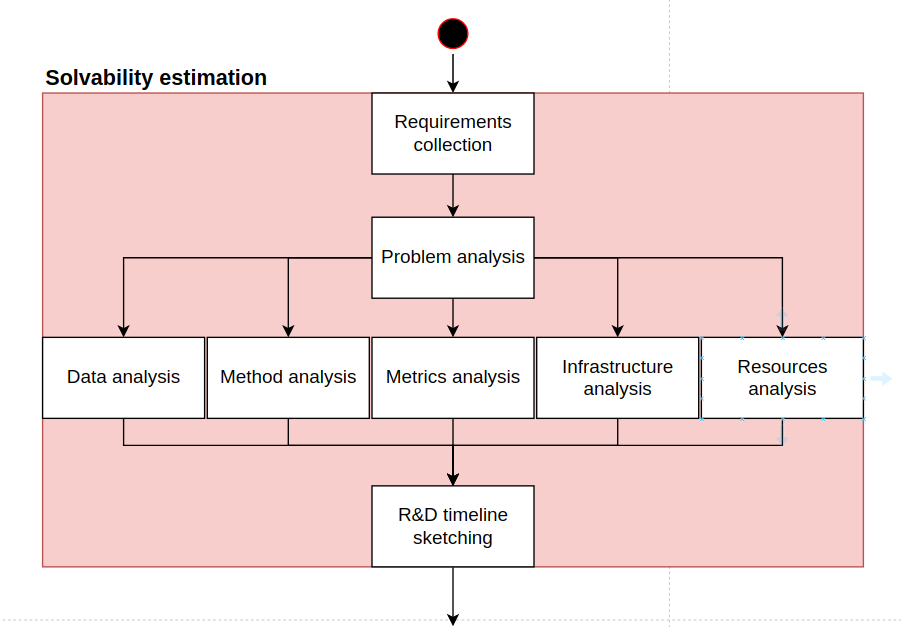 Solvability estimation
Requirements
collection
Problem analysis
Data analysis
Method analysis
Metrics analysis
Infrastructure
analysis
Resources
analysis
R&D timeline
sketching